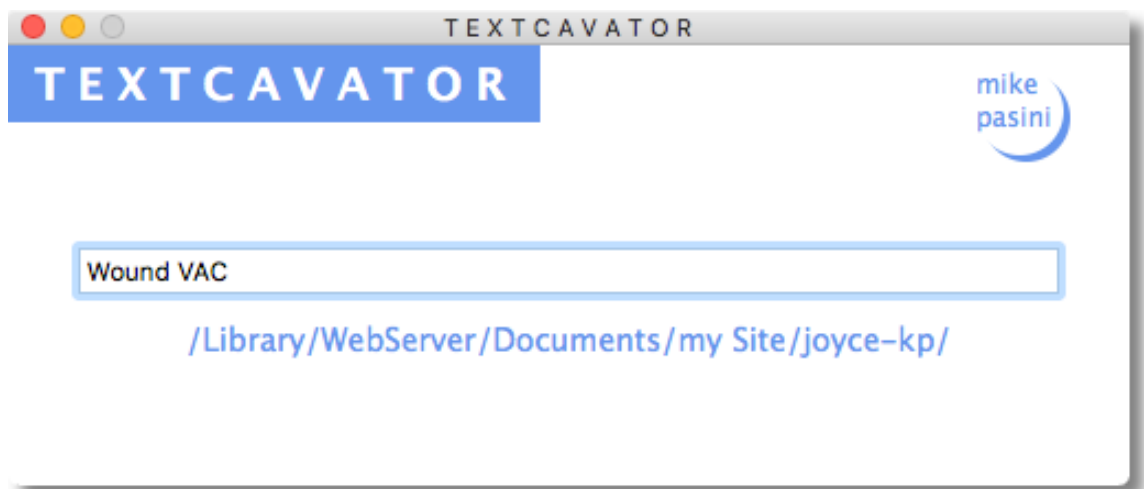 TEXTCAVATOR
TEXTCAVATOR
mike
pasini
Wound VAC
/Library/WebServer/Documents/my Site/joyce-kp/